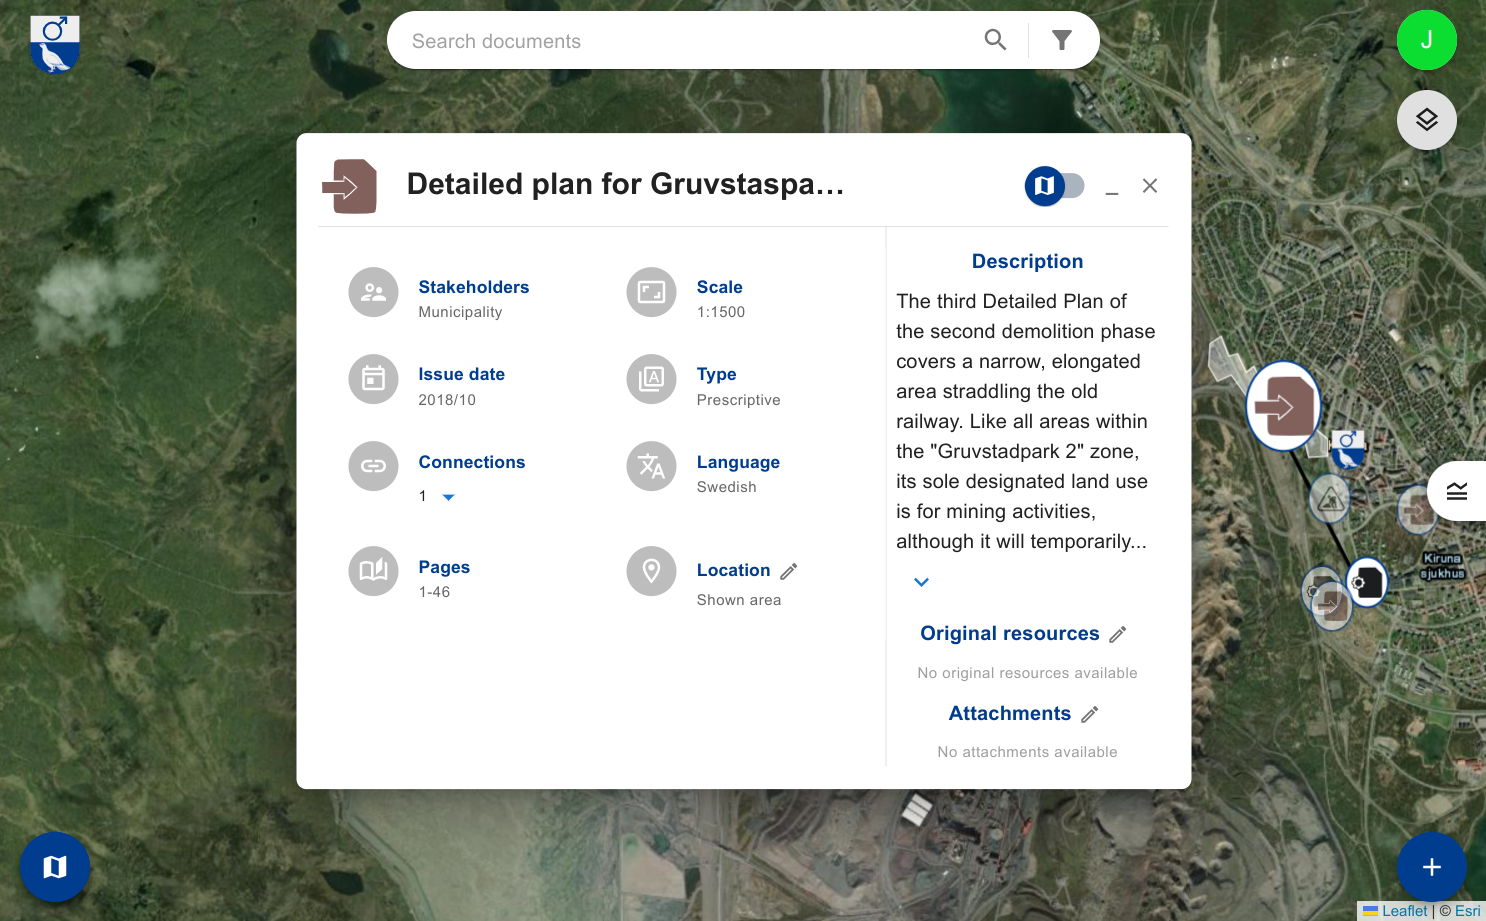 Search documents
J
Detailed plan for Gruvstaspa...
Stakeholders
Municipality
Scale
1:1500
Issue date
2018/10
Type
Prescriptive
Connections
1
Language
Swedish
Pages
1-46
Location
Shown area
Description
The third Detailed Plan of
the second demolition phase
covers a narrow, elongated
area straddling the old
railway. Like all areas within
the "Gruvstadpark 2" zone,
its sole designated land use
is for mining activities,
although it will temporarily...
Original resources
No original resources available
Attachments
No attachments available
Kiruna
sjukhus
Leaflet | © Esri